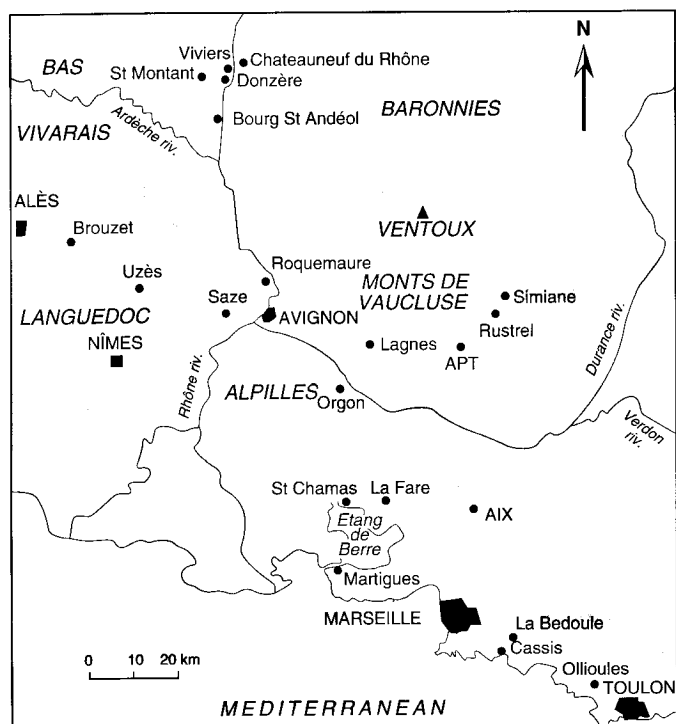 N
Viviers
Chateauneuf du Rhône
BAS
St Montant
Donzère
Bourg St Andéol
BARONNIES
Ardèche riv.
VIVARAIS
ALÈS
Brouzet
VENTOUX
Uzès
Roquemaure
MONTS DE
VAUCLUSE
Simiane
Saze
LANGUEDOC
AVIGNON
Rustrel
Durance riv.
NÎMES
Lagnes
APT
Rhône riv.
ALPILLES
Orgon
Verdon
riv.
St Chamas
La Fare
AIX
Etang
de
Berre
Martigues
MARSEILLE
La Bedoule
Cassis
0 10 20 km
Ollioules
TOULON
MEDITERRANEAN